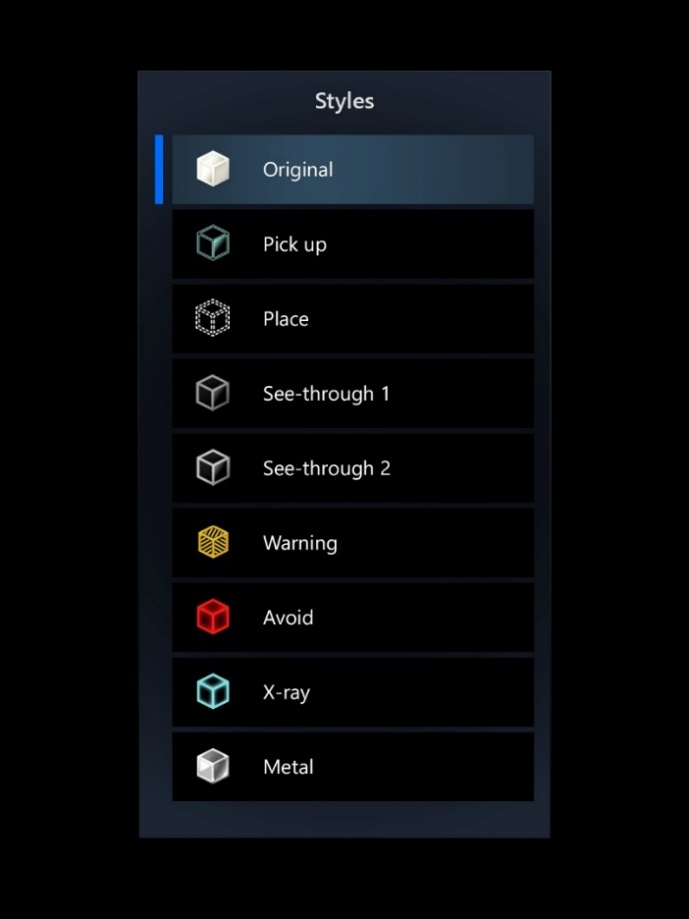 Styles
Original
Pick up
Place
See-through 1
See-through 2
Warning
Avoid
X-ray
Metal